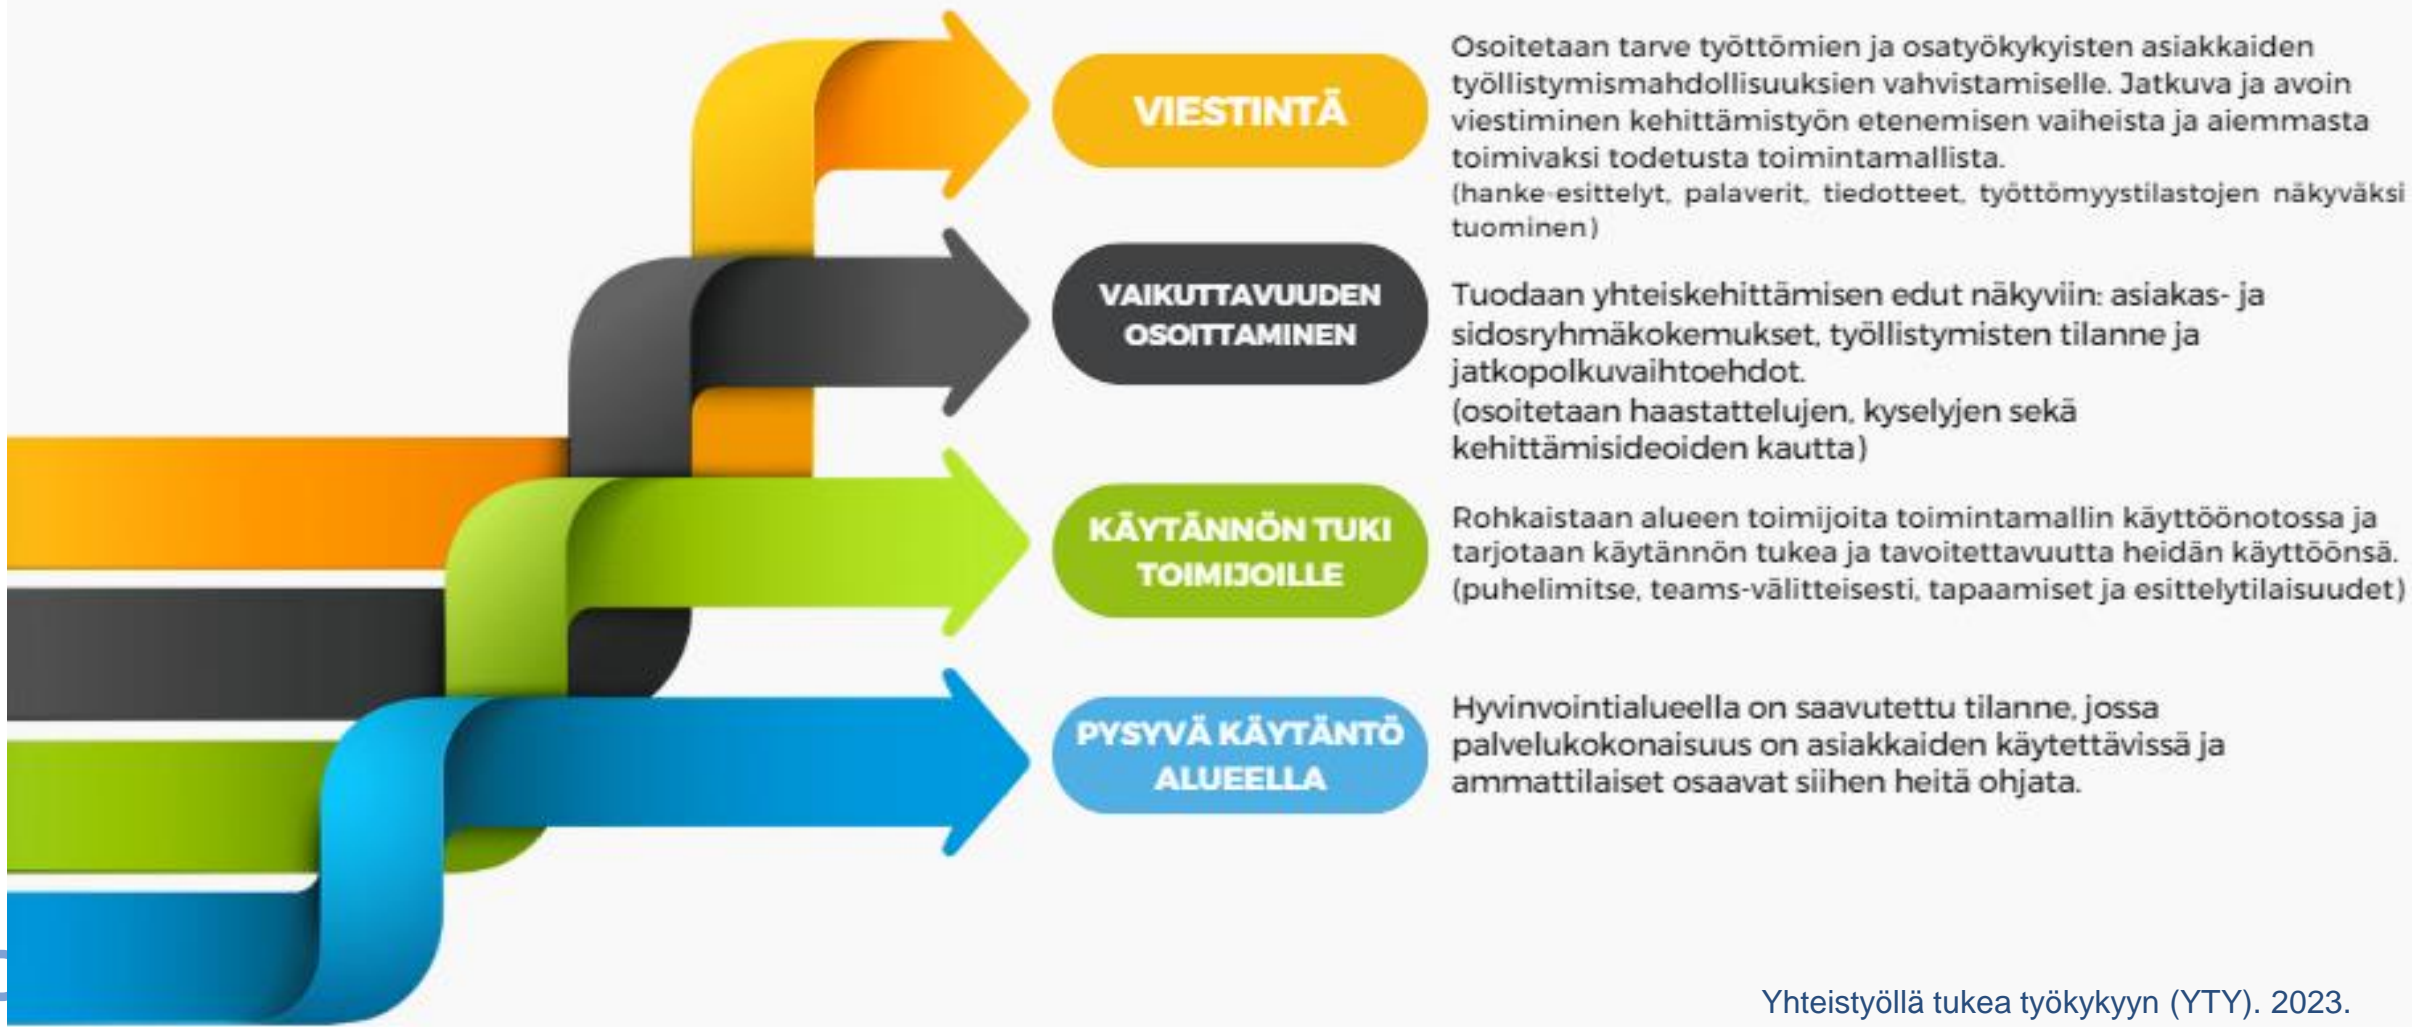 VIESTINTÄ
Osoitetaan tarve työttömien ja osatyökykyisten asiakkaiden
työllistymismahdollisuuksien vahvistamiselle. Jatkuva ja avoin
viestiminen kehittämistyön etenemisen vaiheista ja aiemmasta
toimivaksi todetusta toimintamallista.
(hanke-esittelyt, palaverit, tiedotteet, työttömyystilastojen näkyväksi
tuominen)
VAIKUTTAVUUDEN
OSOITTAMINEN
Tuodaan yhteiskehittämisen edut näkyviin: asiakas- ja
sidosryhmäkokemukset, työllistymisten tilanne ja
jatkopolkuvaihtoehdot.
(osoitetaan haastattelujen, kyselyjen sekä
kehittämisideoiden kautta)
KÄYTÄNNÖN TUKI
TOIMIJOILLE
Rohkaistaan alueen toimijoita toimintamallin käyttöönotossa ja
tarjotaan käytännön tukea ja tavoitettavuutta heidän käyttöönsä.
(puhelimitse, teams-välitteisesti, tapaamiset ja esittelytilaisuudet)
PYSYVÄ KÄYTÄNTÖ
ALUEELLA
Hyvinvointialueella on saavutettu tilanne, jossa
palvelukokonaisuus on asiakkaiden käytettävissä ja
ammattilaiset osaavat siihen heitä ohjata.
Yhteistyöllä tukea työkykyyn (YTY). 2023.